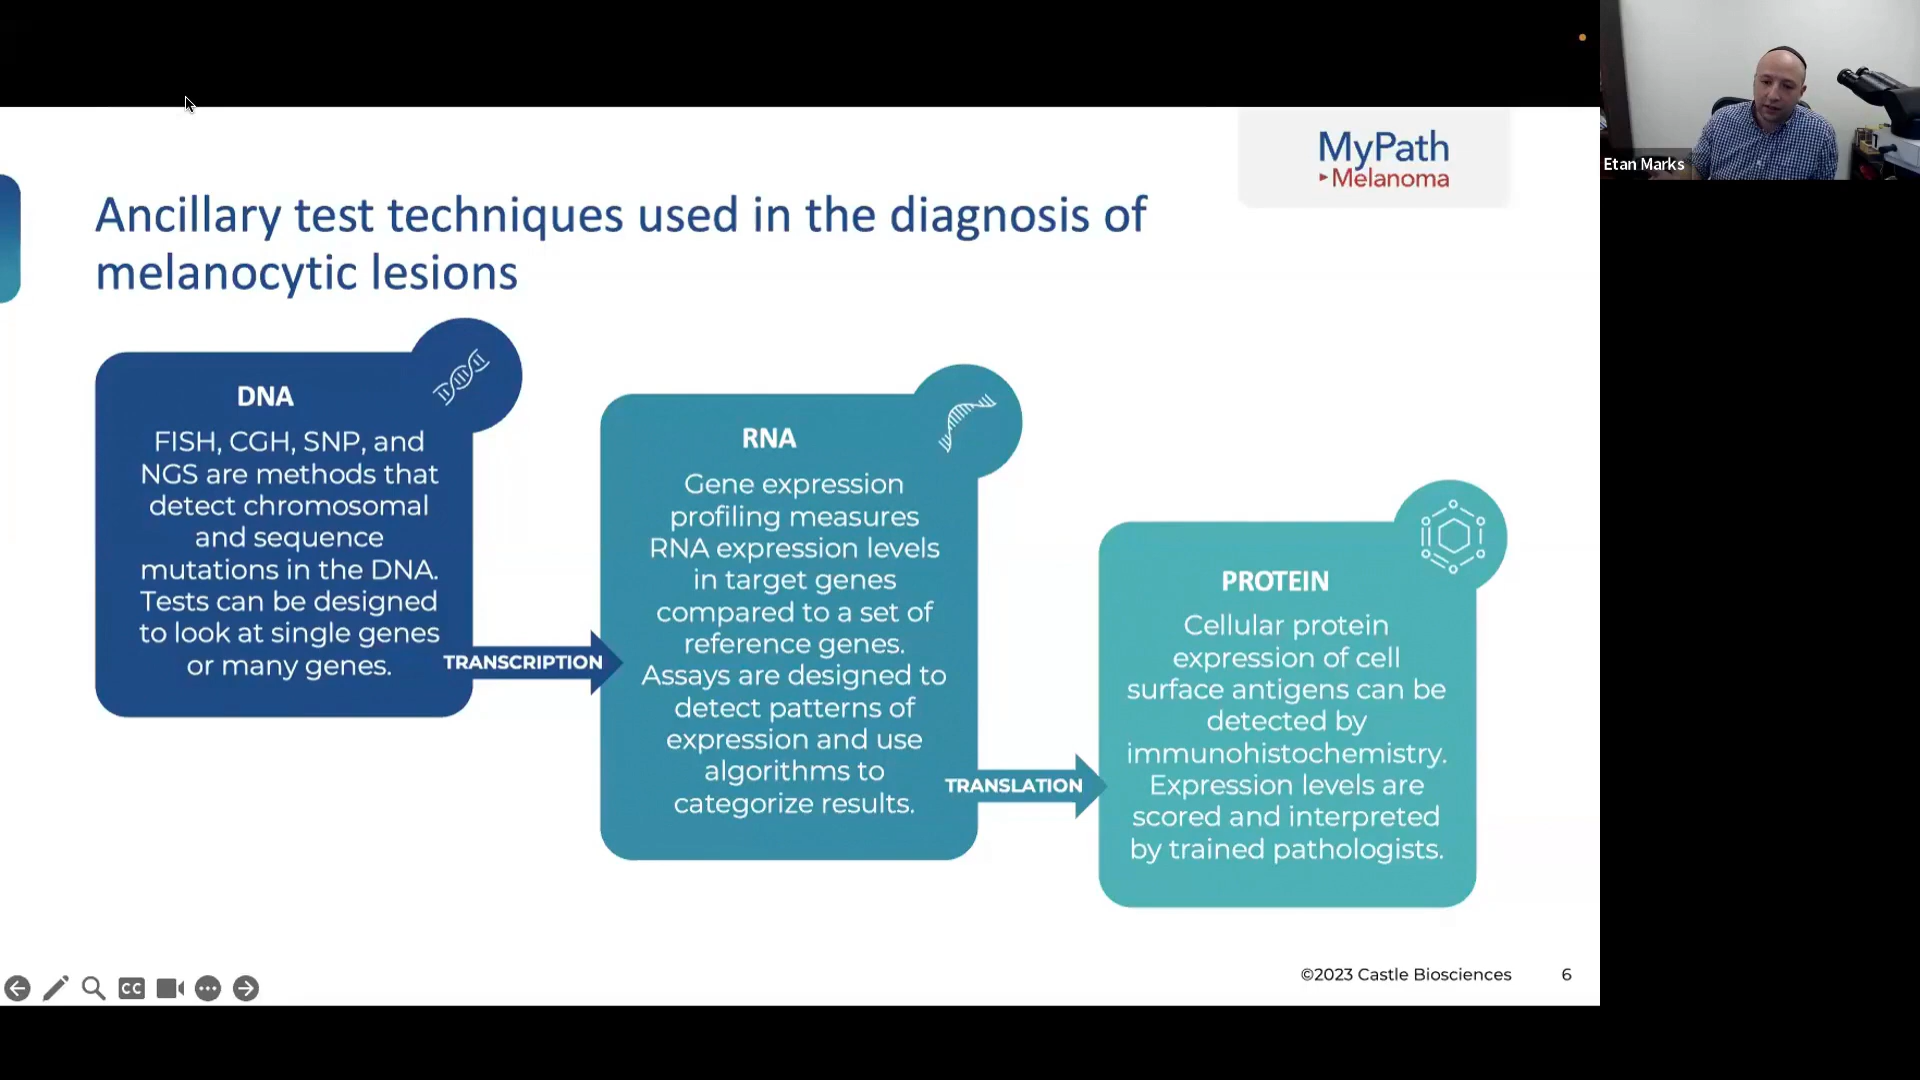 MyPath
Melanoma
Etan Marks
Ancillary test techniques used in the diagnosis of
melanocytic lesions
DNA
FISH, CGH, SNP, and
NGS are methods that
detect chromosomal
and sequence
mutations in the DNA.
Tests can be designed
to look at single genes
or many genes.
TRANSCRIPTION
RNA
Gene expression
profiling measures
RNA expression levels
in target genes
compared to a set of
reference genes.
Assays are designed to
detect patterns of
expression and use
algorithms to
categorize results.
TRANSLATION
PROTEIN
Cellular protein
expression of cell
surface antigens can be
detected by
immunohistochemistry.
Expression levels are
scored and interpreted
by trained pathologists.
CC
©2023 Castle Biosciences 6